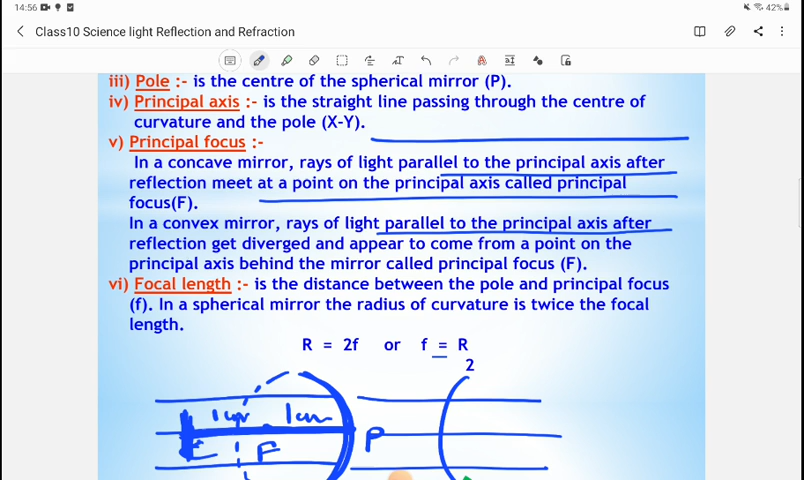 14:56
42%
Class10 Science light Reflection and Refraction
iii) Pole :- is the centre of the spherical mirror (P).
iv) Principal axis :- is the straight line passing through the centre of
curvature and the pole (X-Y).
v) Principal focus :-
In a concave mirror, rays of light parallel to the principal axis after
reflection meet at a point on the principal axis called principal
focus(F).
In a convex mirror, rays of light parallel to the principal axis after
reflection get diverged and appear to come from a point on the
principal axis behind the mirror called principal focus (F).
vi) Focal length :- is the distance between the pole and principal focus
(f). In a spherical mirror the radius of curvature is twice the focal
length.
R = 2f or f = R
2
1cm 1cm
F P